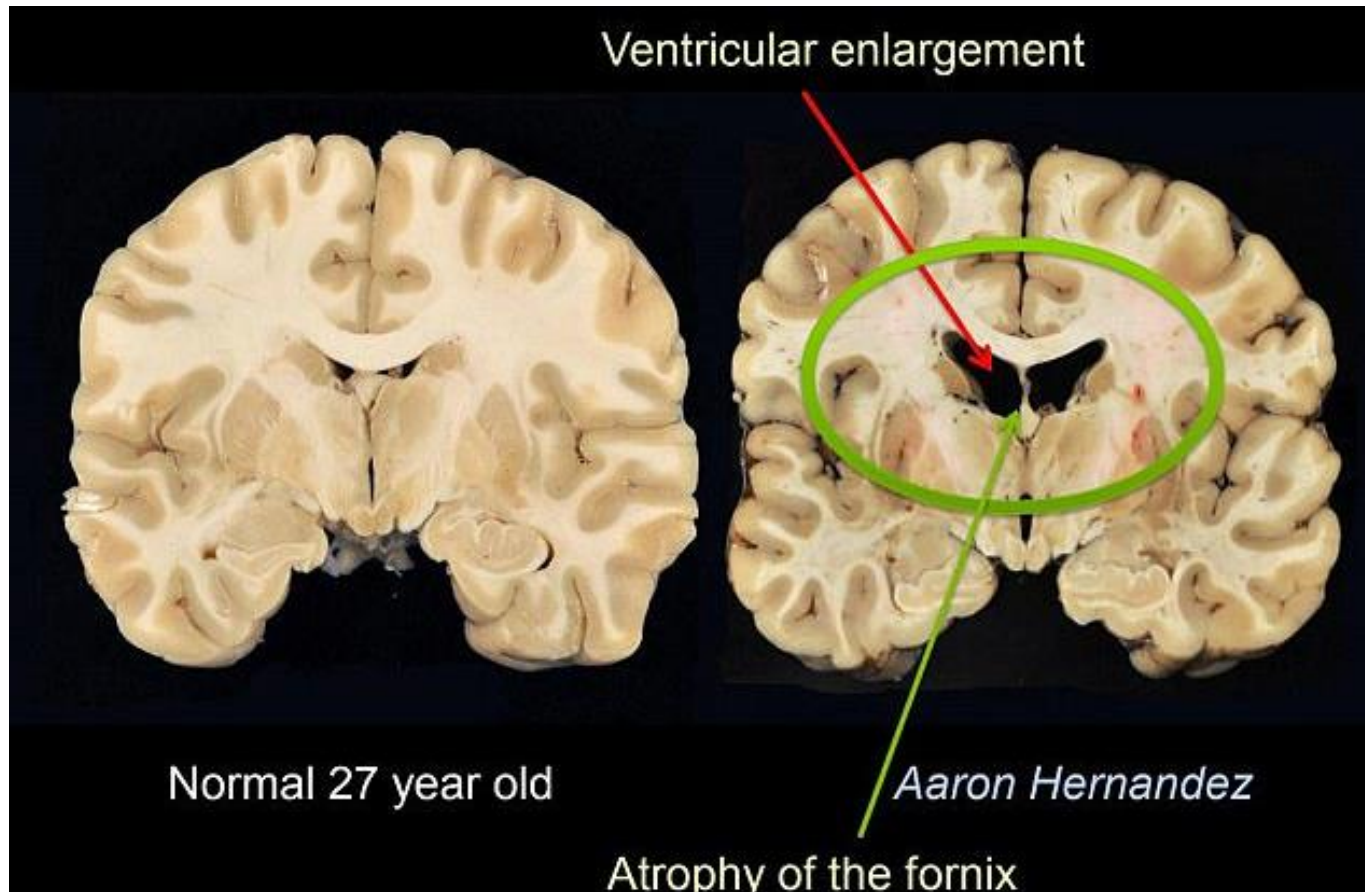 Ventricular enlargement
Normal 27 year old
Aaron Hernandez
Atrophy of the fornix